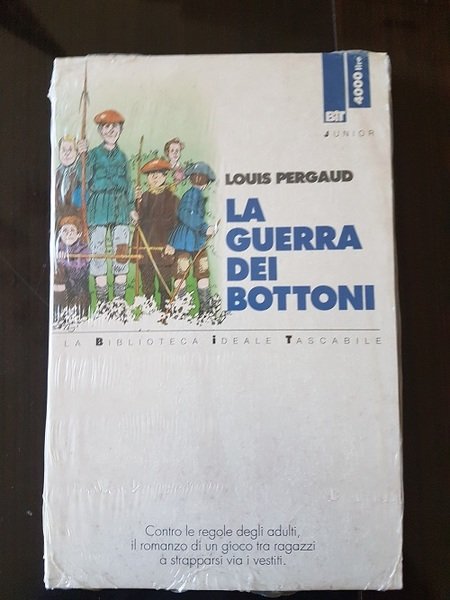 4000 lire
BIT
JUNIOR
LOUIS PERGAUD
LA
GUERRA
DEI
BOTTONI
LA BIBLIOTECA IDEALE TASCABILE
Contro le regole degli adulti,
il romanzo di un gioco tra ragazzi
a strapparsi via i vestiti.